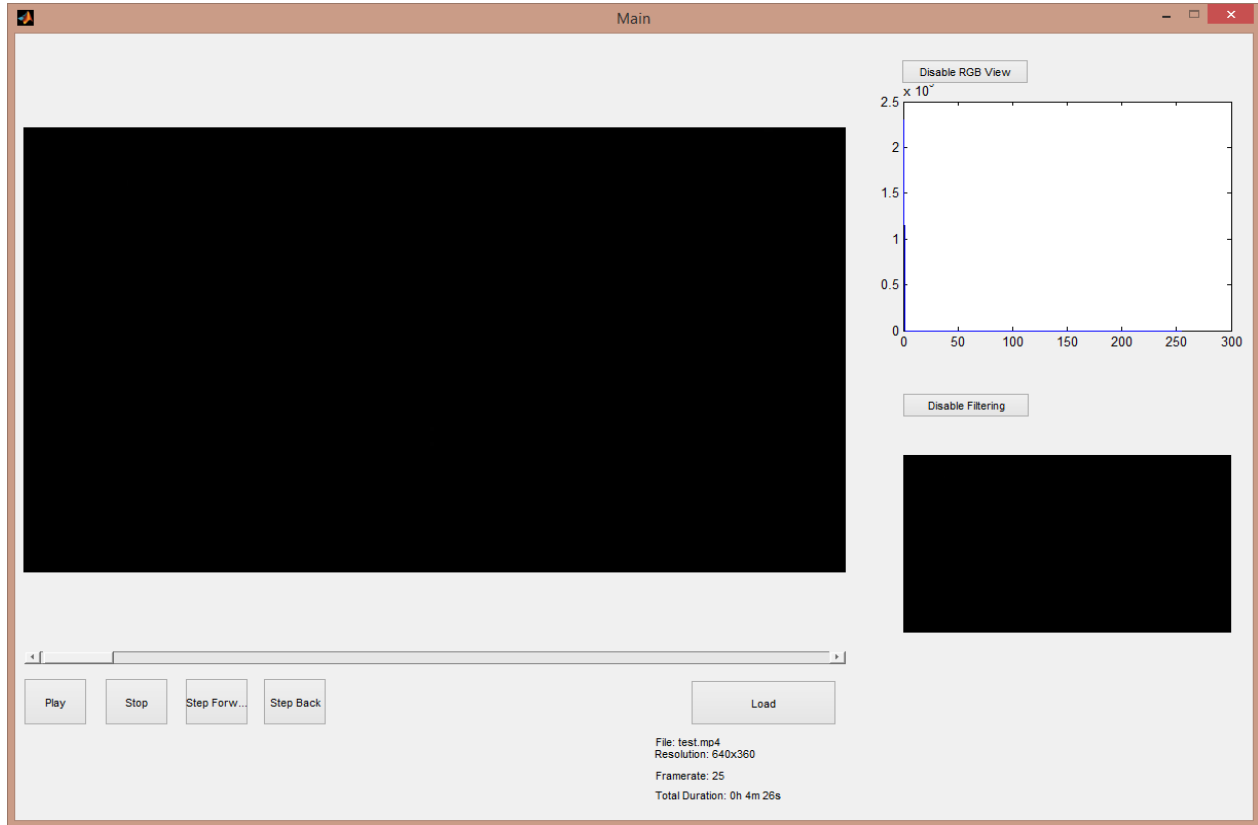 Main
Disable RGB View
x 10
2.5
2
1.5
1
0.5
0
0 50 100 150 200 250 300
Disable Filtering
Play Stop Step Forw... Step Back Load
File: test.mp4
Resolution: 640x360
Framerate: 25
Total Duration: 0h 4m 26s